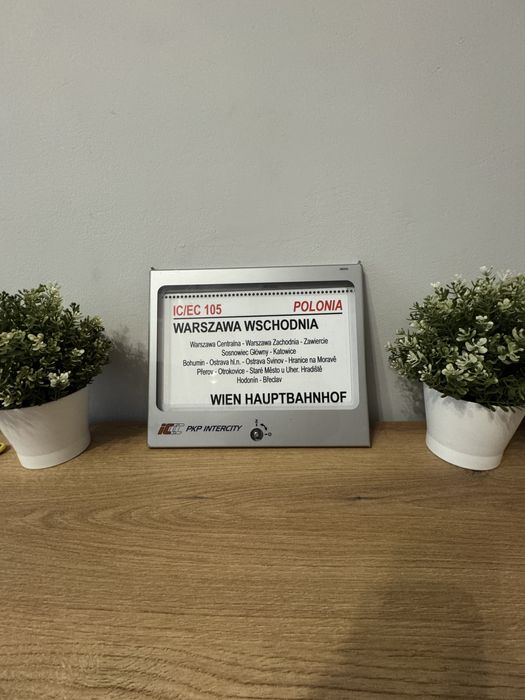 IC/EC 105 POLONIA
WARSZAWA WSCHODNIA
Warszawa Centralna - Warszawa Zachodnia - Zawiercie
Sosnowiec Główny - Katowice
Bohumin - Ostrava hl.n. - Ostrava Svinov - Hranice na Moravě
Přerov - Otrokovice - Staré Město u Uher. Hradiště
Hodonín - Břeclav
WIEN HAUPTBAHNHOF
PKP INTERCITY